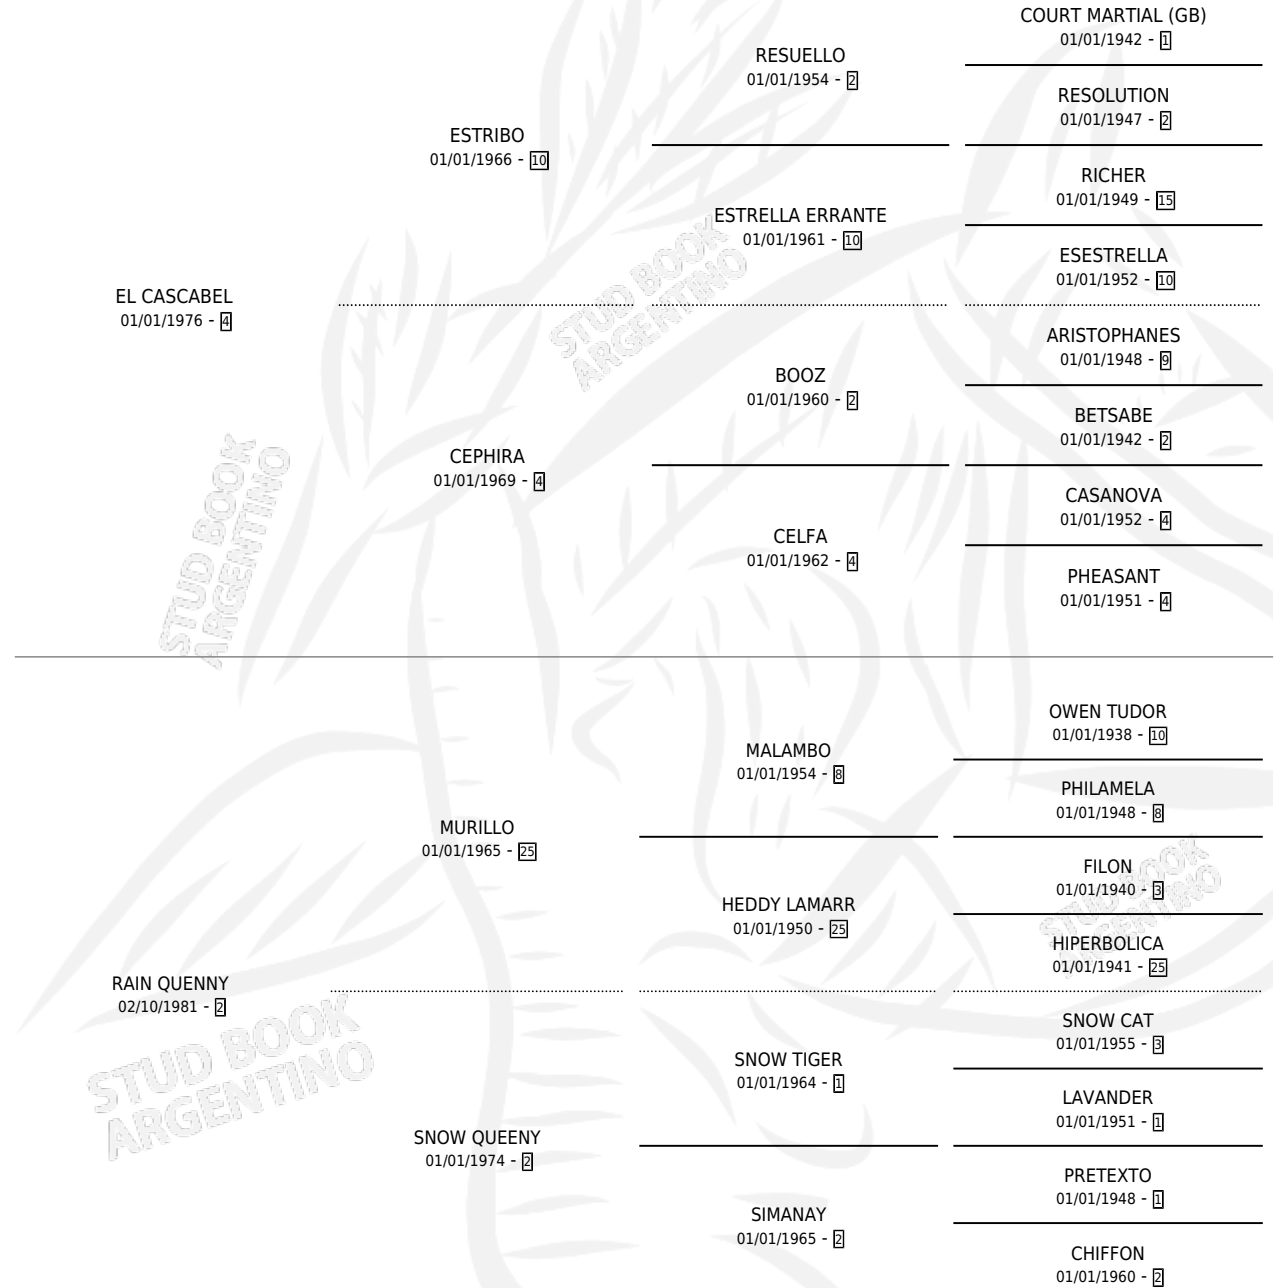 COURT MARTIAL (GB)
01/01/1942 - 1
RESUELLO
01/01/1954 - 2
RESOLUTION
01/01/1947 - 2
ESTRIBO
01/01/1966 - 10
RICHER
01/01/1949 - 15
ESTRELLA ERRANTE
01/01/1961 - 10
ESESTRELLA
01/01/1952 - 10
EL CASCABEL
01/01/1976 - 4
STUD BOOK
ARGENTINO
ARISTOPHANES
01/01/1948 - 9
BOOZ
01/01/1960 - 2
BETSABE
01/01/1942 - 2
CEPHIRA
01/01/1969 - 4
CASANOVA
01/01/1952 - 4
CELFA
01/01/1962 - 4
PHEASANT
01/01/1951 - 4
STUD BOOK
ARGENTINO
OWEN TUDOR
01/01/1938 - 10
MALAMBO
01/01/1954 - 8
PHILAMELA
01/01/1948 - 8
MURILLO
01/01/1965 - 25
FILON
01/01/1940 - 3
HEDDY LAMARR
01/01/1950 - 25
STUD BOOK
ARGENTINO
HIPERBOLICA
01/01/1941 - 25
RAIN QUENNY
02/10/1981 - 2
SNOW CAT
01/01/1955 - 3
SNOW TIGER
01/01/1964 - 1
LAVANDER
01/01/1951 - 1
STUD BOOK
ARGENTINO
SNOW QUEENY
01/01/1974 - 2
PRETEXTO
01/01/1948 - 1
SIMANAY
01/01/1965 - 2
CHIFFON
01/01/1960 - 2